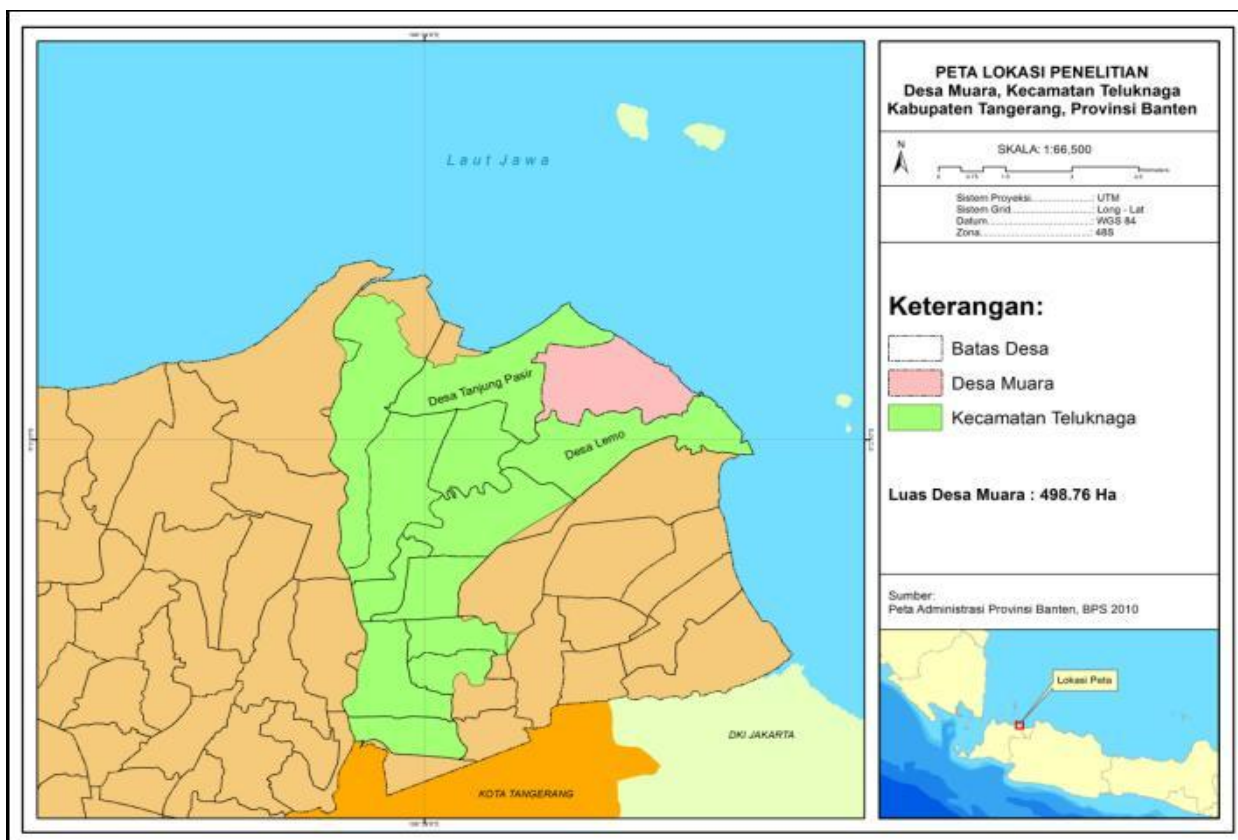 Laut Jawa
Desa Tanjung Pasir
Desa Lemo
DKI JAKARTA
KOTA TANGERANG
PETA LOKASI PENELITIAN
Desa Muara, Kecamatan Teluknaga
Kabupaten Tangerang, Provinsi Banten
N
SKALA: 1:66,500
Sistem Proyeksi : UTM
Sistem Grid : Long - Lat
Datum : WGS 84
Zona : 48S
Keterangan:
Batas Desa
Desa Muara
Kecamatan Teluknaga
Luas Desa Muara : 498.76 Ha
Sumber:
Peta Administrasi Provinsi Banten, BPS 2010
Lokasi Peta